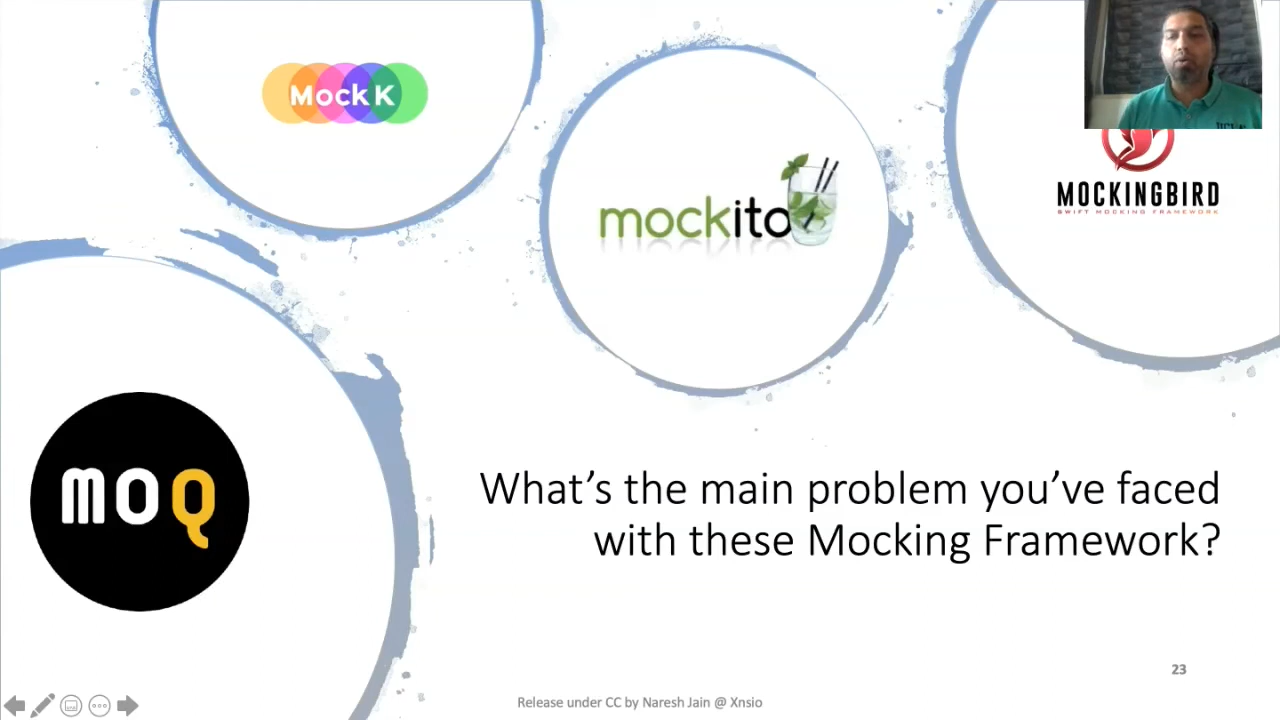 Mock K
mockito
MOCKINGBIRD
SWIFT MOCKING FRAMEWORK
MOQ
What's the main problem you've faced
with these Mocking Framework?
23
Release under CC by Naresh Jain @ Xnsio